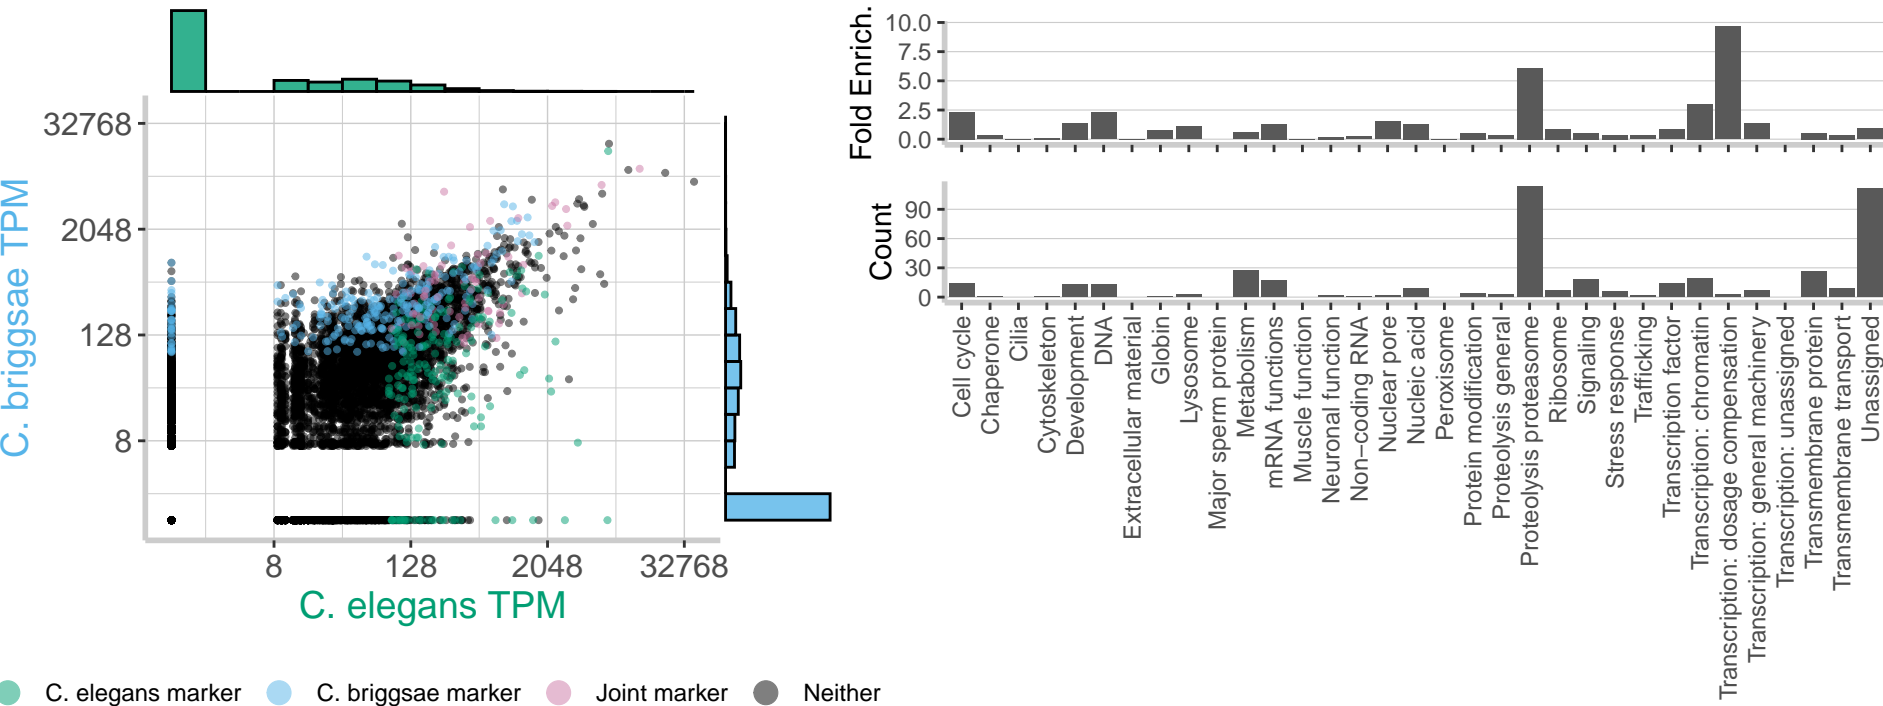 32768
2048
128
8
C. briggsae TPM
8
128
2048
32768
C. elegans TPM
C. elegans marker
C. briggsae marker
Joint marker
Neither
Fold Enrich.
10.0
7.5
5.0
2.5
0.0
Count
90
60
30
0
Cell cycle
Chaperone
Cilia
Cytoskeleton
Development
DNA
Extracellular material
Globin
Lysosome
Major sperm protein
Metabolism
mRNA functions
Muscle function
Neuronal function
Non−coding RNA
Nuclear pore
Nucleic acid
Peroxisome
Protein modification
Proteolysis general
Proteolysis proteasome
Ribosome
Signaling
Stress response
Trafficking
Transcription factor
Transcription: chromatin
Transcription: dosage compensation
Transcription: general machinery
Transcription: unassigned
Transmembrane protein
Transmembrane transport
Unassigned